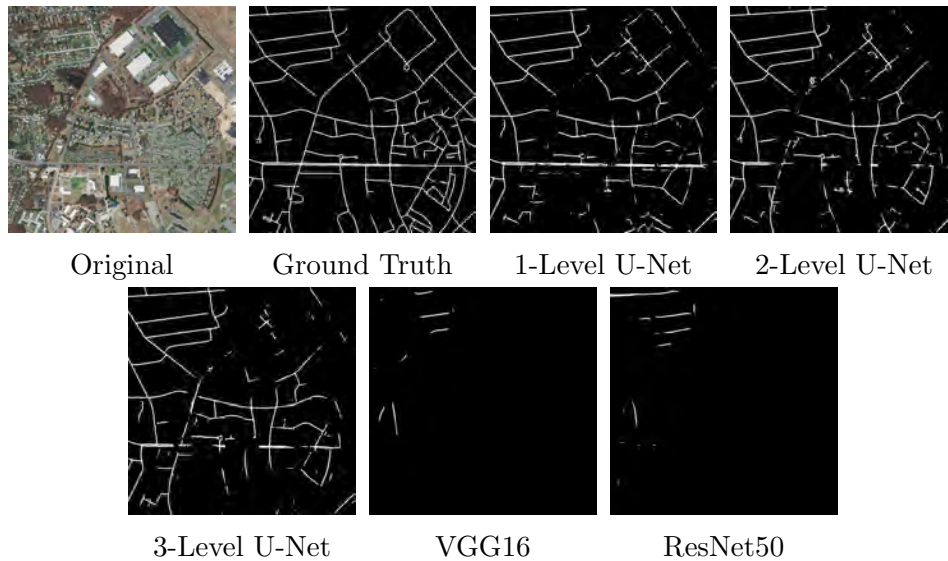 Original Ground Truth 1-Level U-Net 2-Level U-Net
3-Level U-Net VGG16 ResNet50